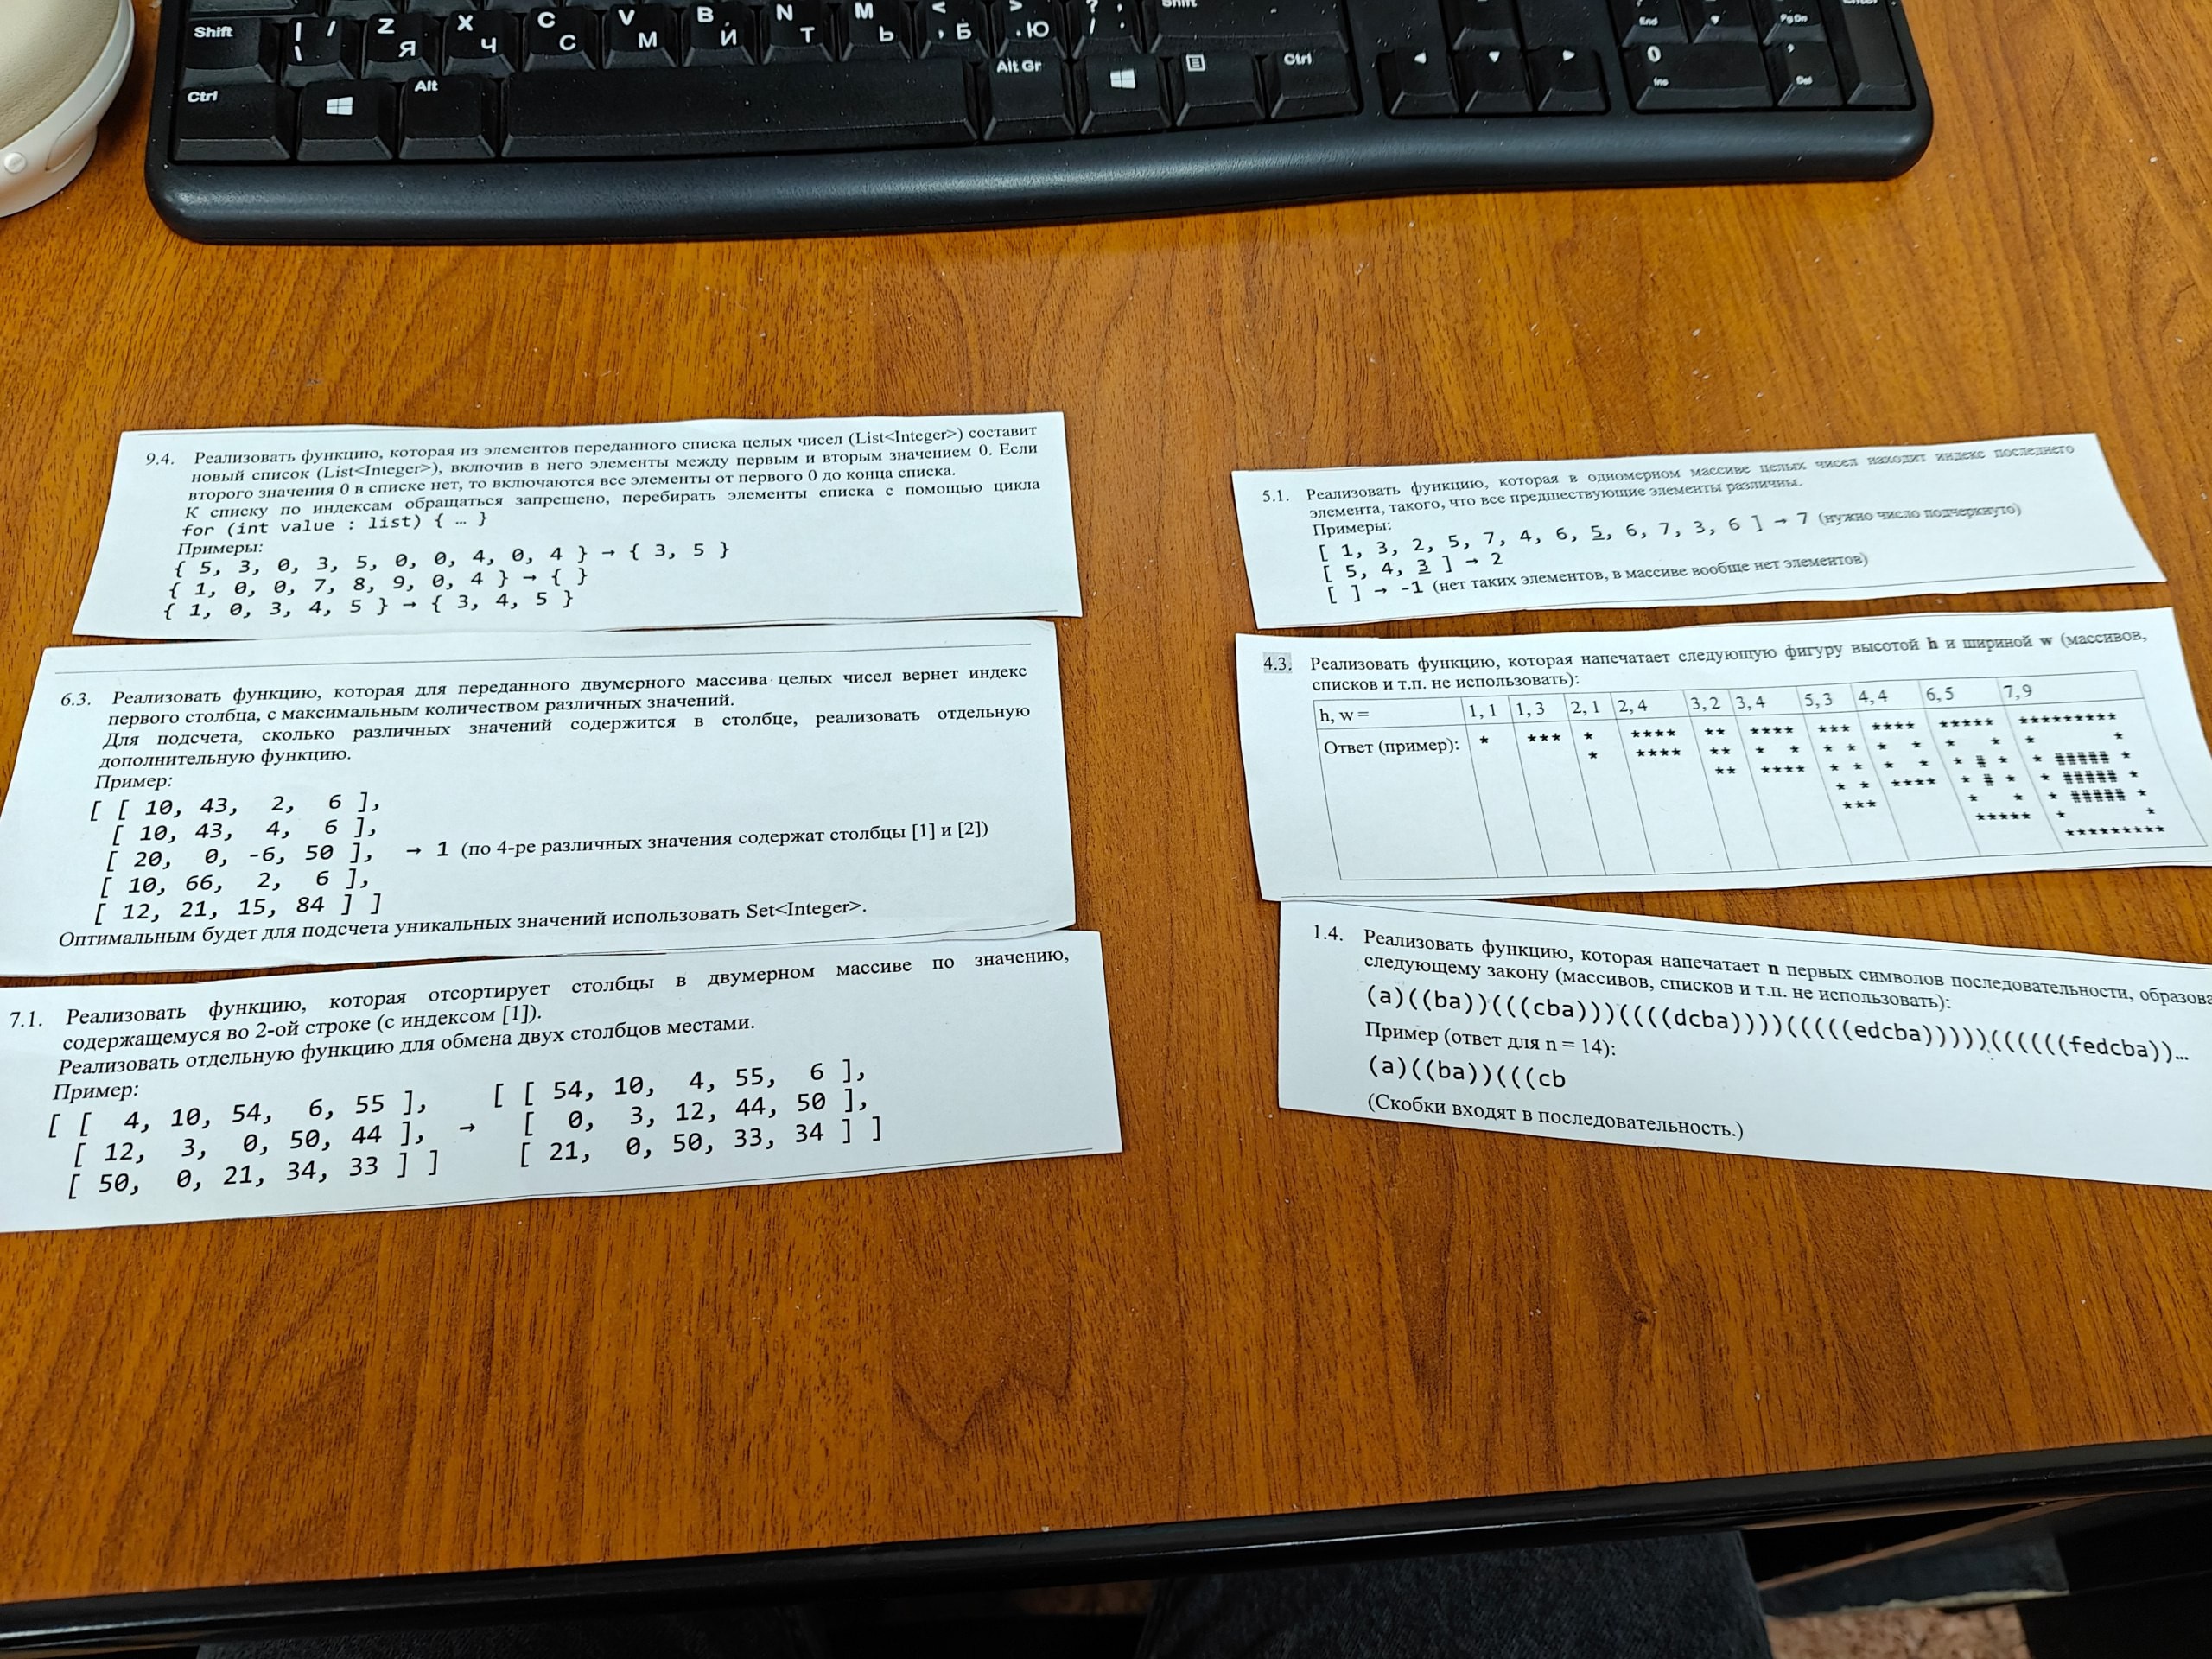 Shift | \ / Z Я X Ч C С V М B И N Т M Ь < , Б > . Ю ? / . Shift End PgDn
Ctrl Alt Alt Gr Ctrl 0 Ins Del
9.4. Реализовать функцию, которая из элементов переданного списка целых чисел (List<Integer>) составит
новый список (List<Integer>), включив в него элементы между первым и вторым значением 0. Если
второго значения 0 в списке нет, то включаются все элементы от первого 0 до конца списка.
К списку по индексам обращаться запрещено, перебирать элементы списка с помощью цикла
for (int value : list) { … }
Примеры:
{ 5, 3, 0, 3, 5, 0, 0, 4, 0, 4 } → { 3, 5 }
{ 1, 0, 0, 7, 8, 9, 0, 4 } → { }
{ 1, 0, 3, 4, 5 } → { 3, 4, 5 }
6.3. Реализовать функцию, которая для переданного двумерного массива целых чисел вернет индекс
первого столбца, с максимальным количеством различных значений.
Для подсчета, сколько различных значений содержится в столбце, реализовать отдельную
дополнительную функцию.
Пример:
[ [ 10, 43, 2, 6 ],
[ 10, 43, 4, 6 ],
[ 20, 0, -6, 50 ], → 1 (по 4-ре различных значения содержат столбцы [1] и [2])
[ 10, 66, 2, 6 ],
[ 12, 21, 15, 84 ] ]
Оптимальным будет для подсчета уникальных значений использовать Set<Integer>.
7.1. Реализовать функцию, которая отсортирует столбцы в двумерном массиве по значению,
содержащемуся во 2-ой строке (с индексом [1]).
Реализовать отдельную функцию для обмена двух столбцов местами.
Пример:
[ [ 4, 10, 54, 6, 55 ], [ [ 54, 10, 4, 55, 6 ],
[ 12, 3, 0, 50, 44 ], → [ 0, 3, 12, 44, 50 ],
[ 50, 0, 21, 34, 33 ] ] [ 21, 0, 50, 33, 34 ] ]
5.1. Реализовать функцию, которая в одномерном массиве целых чисел находит индекс последнего
элемента, такого, что все предшествующие элементы различны.
Примеры:
[ 1, 3, 2, 5, 7, 4, 6, 5, 6, 7, 3, 6 ] → 7 (нужно число подчеркнуто)
[ 5, 4, 3 ] → 2
[ ] → -1 (нет таких элементов, в массиве вообще нет элементов)
4.3. Реализовать функцию, которая напечатает следующую фигуру высотой h и шириной w (массивов,
списков и т.п. не использовать):
h, w = 1, 1 1, 3 2, 1 2, 4 3, 2 3, 4 5, 3 4, 4 6, 5 7, 9
Ответ (пример): * *** * **** ** **** *** **** ***** *********
* **** ** * * * * * * * * * *
** **** * * * * * # * * ##### *
* * **** * # * * ##### *
*** * * * ##### *
***** * *
*********
1.4. Реализовать функцию, которая напечатает n первых символов последовательности, образова
следующему закону (массивов, списков и т.п. не использовать):
(a)((ba))(((cba)))((((dcba))))(((((edcba)))))((((((fedcba))…
Пример (ответ для n = 14):
(a)((ba))(((cb
(Скобки входят в последовательность.)